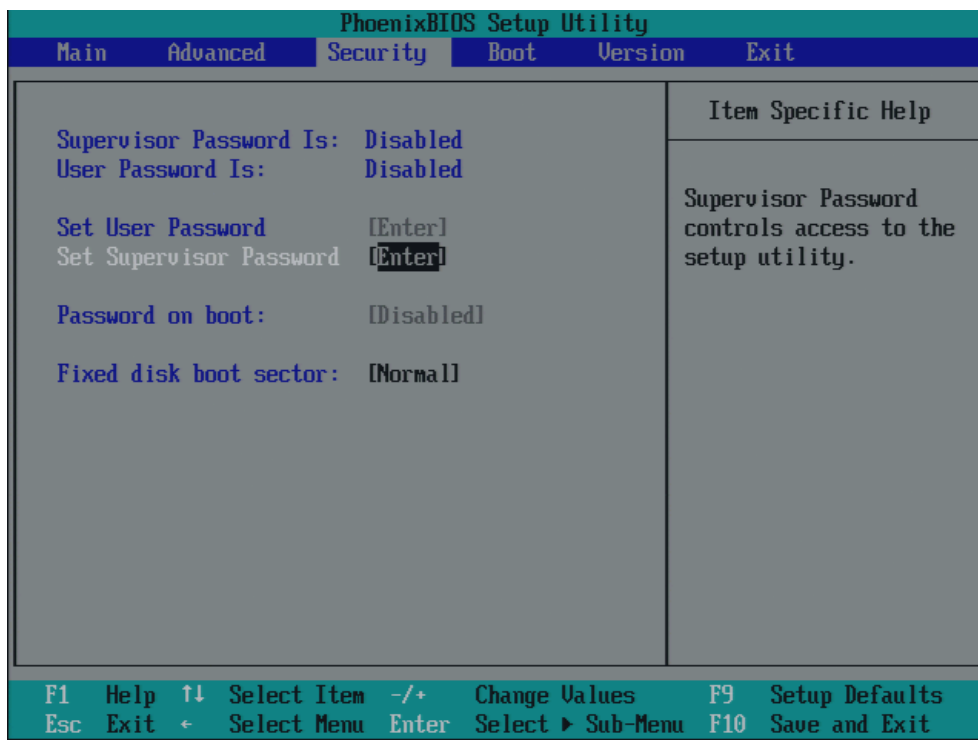 PhoenixBIOS Setup Utility
Main Advanced Security Boot Version Exit
Supervisor Password Is: Disabled
User Password Is: Disabled
Set User Password [Enter]
Set Supervisor Password [Enter]
Password on boot: [Disabled]
Fixed disk boot sector: [Normal]
Item Specific Help
Supervisor Password
controls access to the
setup utility.
F1 Help ↑↓ Select Item -/+ Change Values F9 Setup Defaults
Esc Exit ← Select Menu Enter Select ▶ Sub-Menu F10 Save and Exit